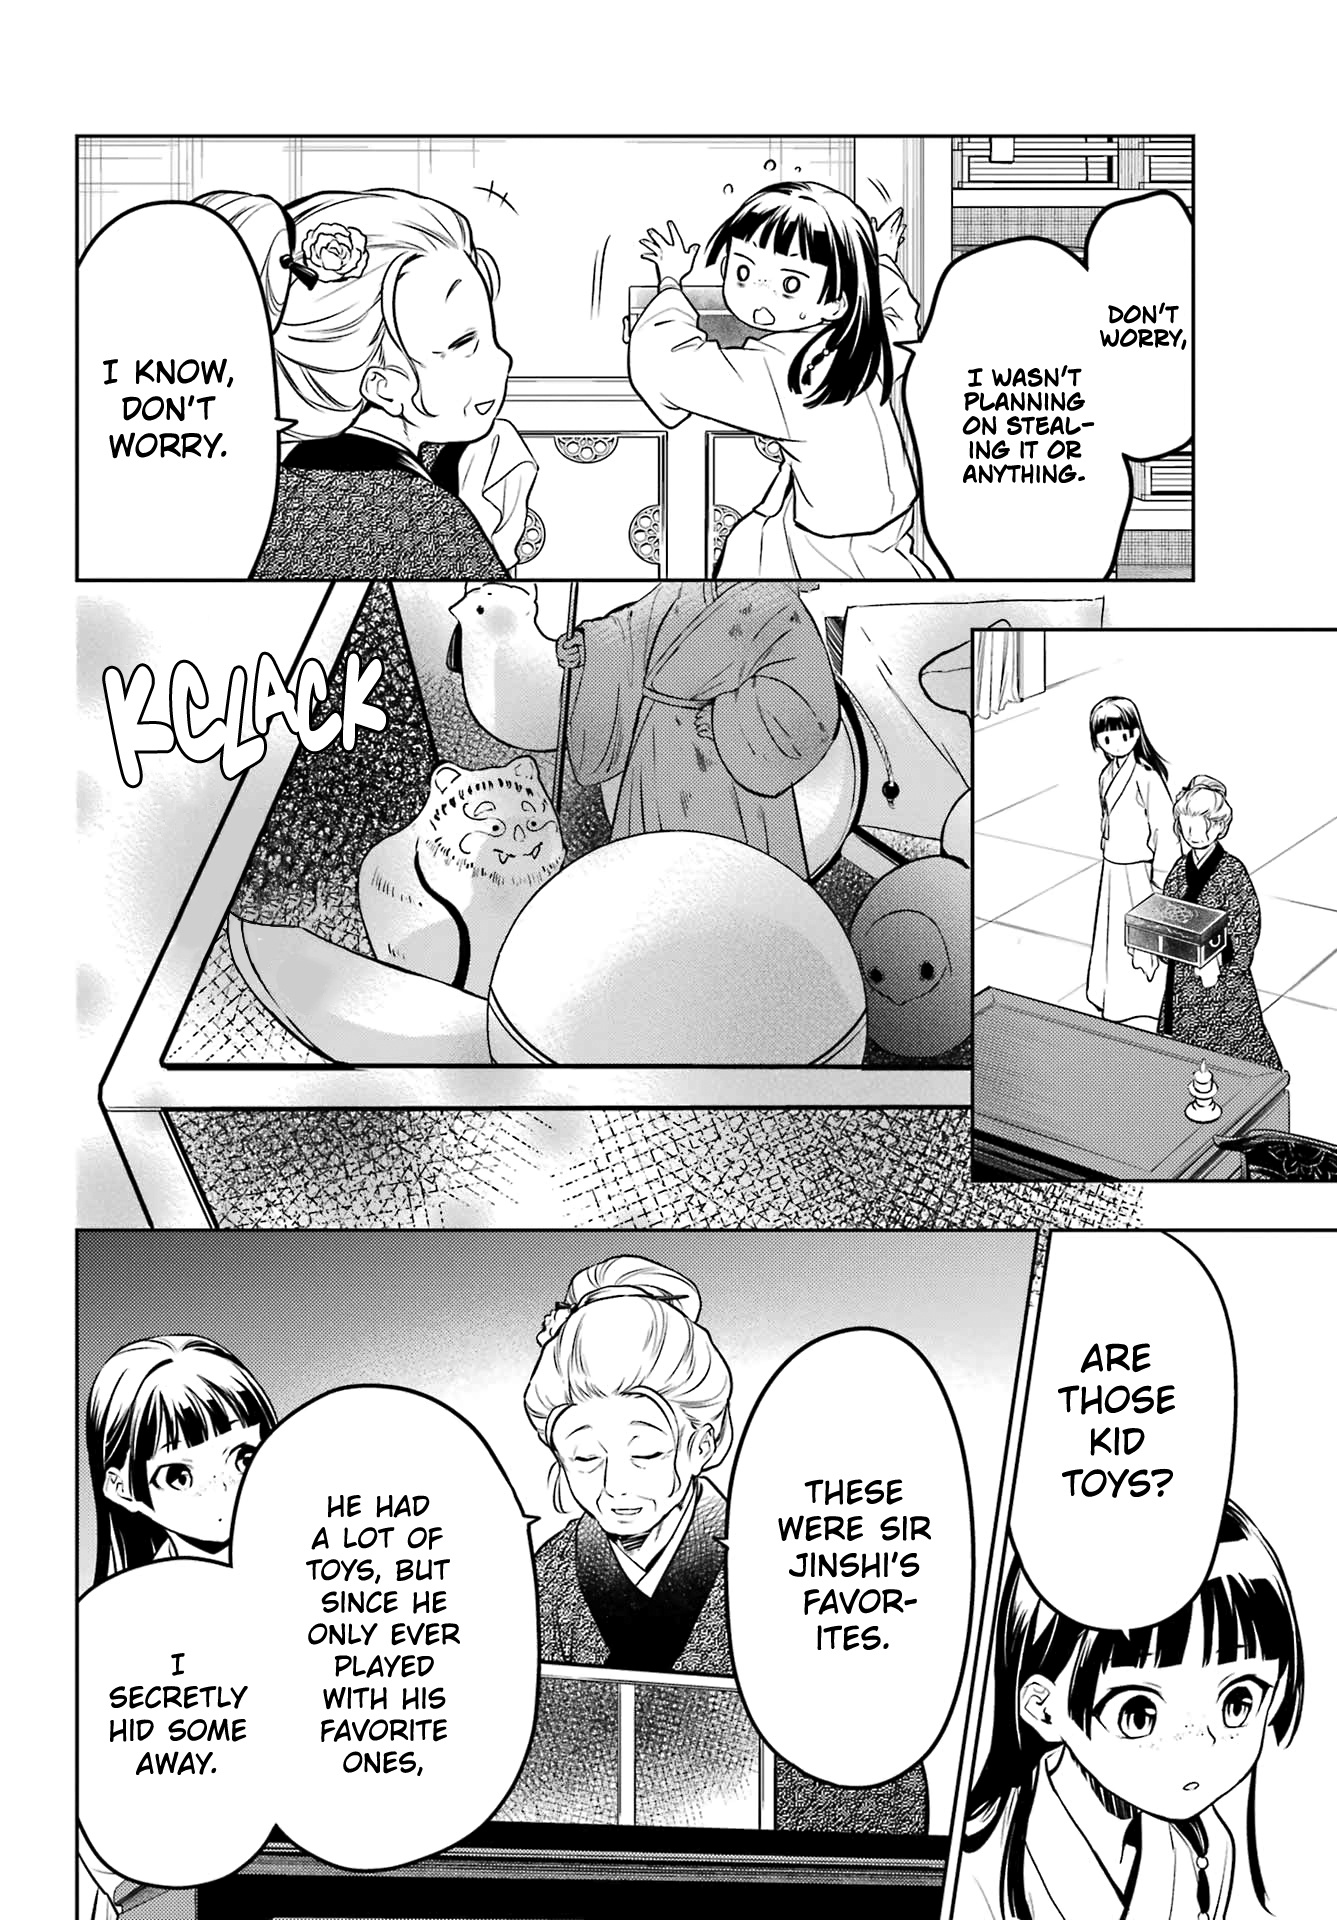 DON'T
WORRY,
I WASN'T
PLANNING
ON STEAL-
ING IT OR
ANYTHING.
I KNOW,
DON'T
WORRY.
KCLACK
ARE
THOSE
KID
TOYS?
THESE
WERE SIR
JINSHI'S
FAVOR-
ITES.
HE HAD
A LOT OF
TOYS, BUT
SINCE HE
ONLY EVER
PLAYED
WITH HIS
FAVORITE
ONES,
I
SECRETLY
HID SOME
AWAY.